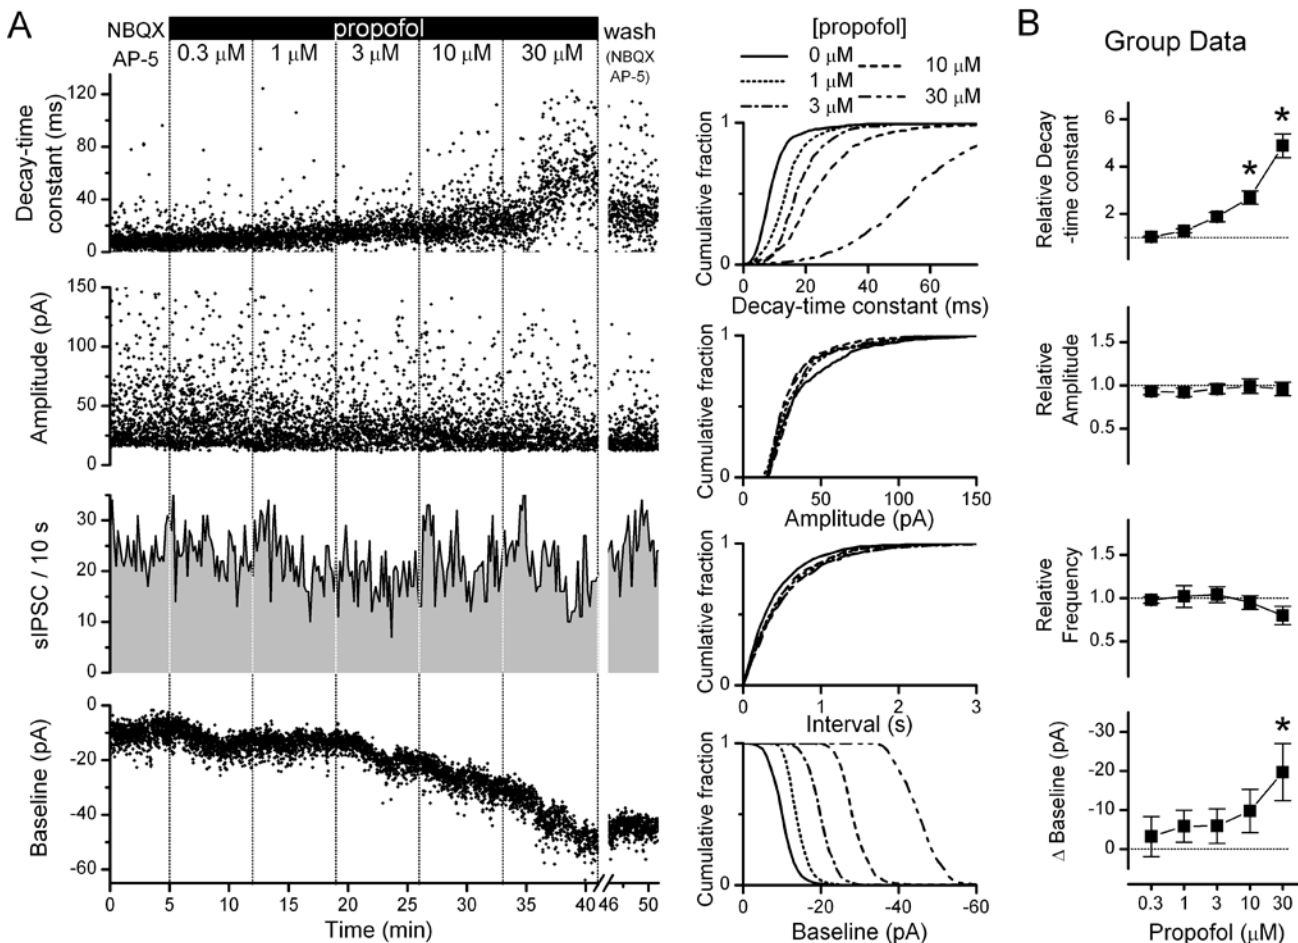 A
NBQX
AP-5
propofol
0.3 µM
1 µM
3 µM
10 µM
30 µM
wash
(NBQX
AP-5)
Decay-time
constant (ms)
120
80
40
0
Amplitude (pA)
150
100
50
0
sIPSC / 10 s
30
20
10
0
Baseline (pA)
0
-20
-40
-60
0
5
10
15
20
25
30
35
40
46
50
Time (min)
[propofol]
0 µM
1 µM
3 µM
10 µM
30 µM
Cumulative fraction
1
0
0
20
40
60
Decay-time constant (ms)
Cumulative fraction
1
0
0
50
100
150
Amplitude (pA)
Cumlative fraction
1
0
0
1
2
3
Interval (s)
Cumulative fraction
1
0
0
-20
-40
-60
Baseline (pA)
B
Group Data
Relative Decay
-time constant
6
4
2
*
*
Relative
Amplitude
1.5
1.0
0.5
Relative
Frequency
1.5
1.0
0.5
Δ Baseline (pA)
-30
-20
-10
0
*
0.3
1
3
10
30
Propofol (µM)